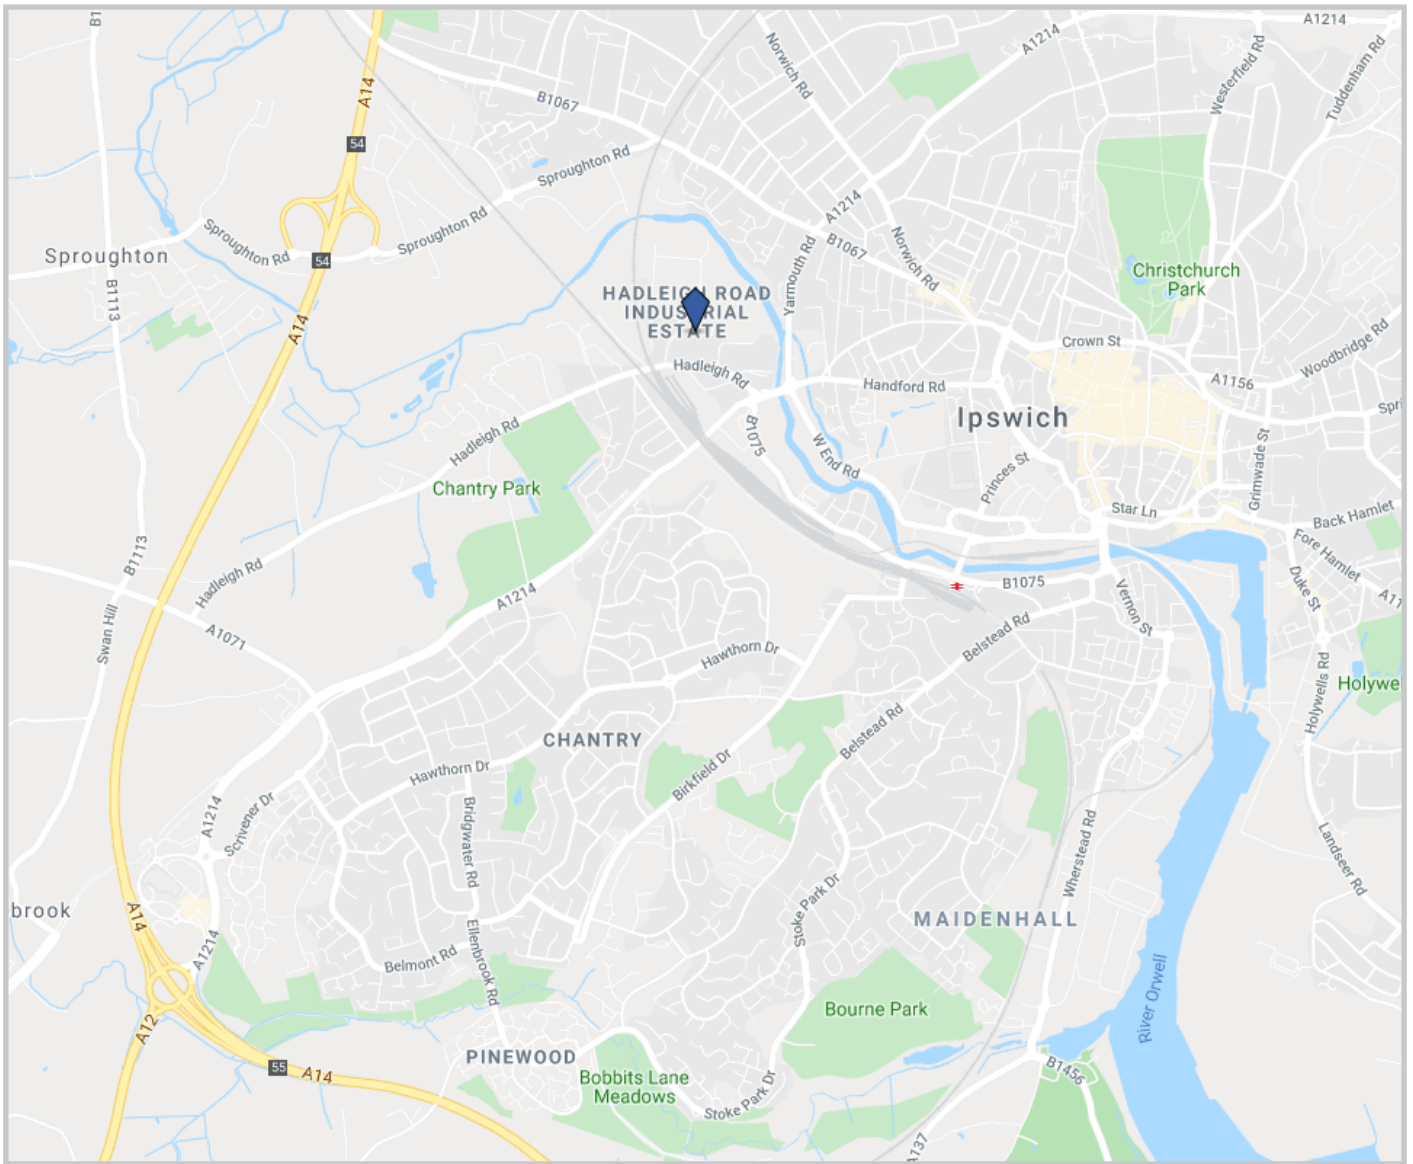 B1
A14
54
B1067
Norwich Rd
A1214
A1214
Westerfield Rd
Tuddenham Rd
Sproughton Rd
Sproughton
Sproughton Rd
54
Sproughton Rd
A1214
B1067
Norwich Rd
Yarmouth Rd
Christchurch
Park
B1113
A14
HADLEIGH ROAD
INDUSTRIAL
ESTATE
Hadleigh Rd
Handford Rd
Crown St
A1156
Woodbridge Rd
Spri
Ipswich
Hadleigh Rd
B1075
W End Rd
Princes St
Grimwade St
Chantry Park
Star Ln
Back Hamlet
Fore Hamlet
B1113
Hadleigh Rd
A1214
B1075
Vernon St
Duke St
A11
Swan Hill
A1071
Hawthorn Dr
Belstead Rd
Holywells Rd
Holywe
CHANTRY
Belstead Rd
Hawthorn Dr
Birkfield Dr
A1214
Scrivener Dr
Bridgwater Rd
Wherstead Rd
Landseer Rd
brook
A14
A1214
Belmont Rd
Ellenbrook Rd
Stoke Park Dr
MAIDENHALL
River Orwell
Bourne Park
A12
55
A14
PINEWOOD
Bobbits Lane
Meadows
Stoke Park Dr
B1456
A137